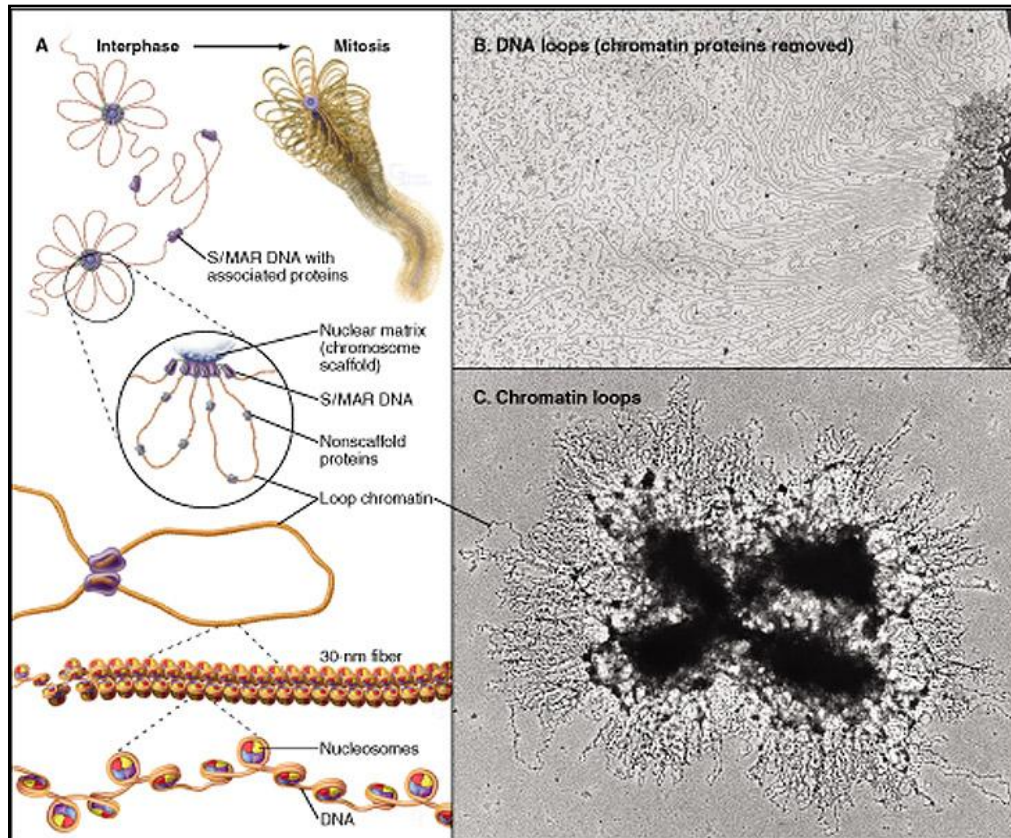 A
Interphase
Mitosis
S/MAR DNA with
associated proteins
Nuclear matrix
(chromosome
scaffold)
S/MAR DNA
Nonscaffold
proteins
Loop chromatin
30-nm fiber
Nucleosomes
DNA
B. DNA loops (chromatin proteins removed)
C. Chromatin loops